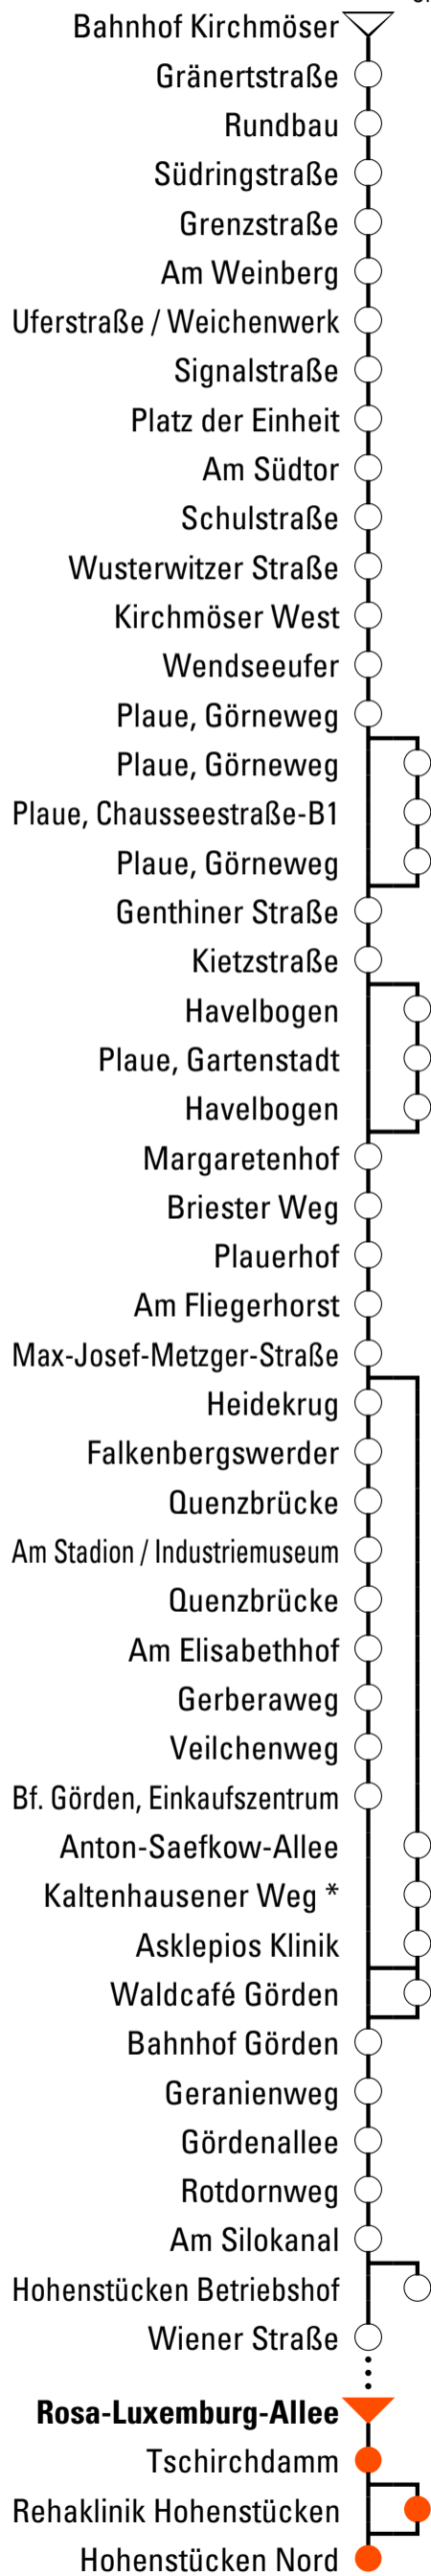 Bahnhof Kirchmöser
Gränertstraße
Rundbau
Südringstraße
Grenzstraße
Am Weinberg
Uferstraße / Weichenwerk
Signalstraße
Platz der Einheit
Am Südtor
Schulstraße
Wusterwitzer Straße
Kirchmöser West
Wendseeufer
Plaue, Görneweg
Plaue, Görneweg
Plaue, Chausseestraße-B1
Plaue, Görneweg
Genthiner Straße
Kietzstraße
Havelbogen
Plaue, Gartenstadt
Havelbogen
Margaretenhof
Briester Weg
Plauerhof
Am Fliegerhorst
Max-Josef-Metzger-Straße
Heidekrug
Falkenbergswerder
Quenzbrücke
Am Stadion / Industriemuseum
Quenzbrücke
Am Elisabethhof
Gerberaweg
Veilchenweg
Bf. Görden, Einkaufszentrum
Anton-Saefkow-Allee
Kaltenhausener Weg *
Asklepios Klinik
Waldcafé Görden
Bahnhof Görden
Geranienweg
Gördenallee
Rotdornweg
Am Silokanal
Hohenstücken Betriebshof
Wiener Straße
Rosa-Luxemburg-Allee
Tschirchdamm
Rehaklinik Hohenstücken
Hohenstücken Nord